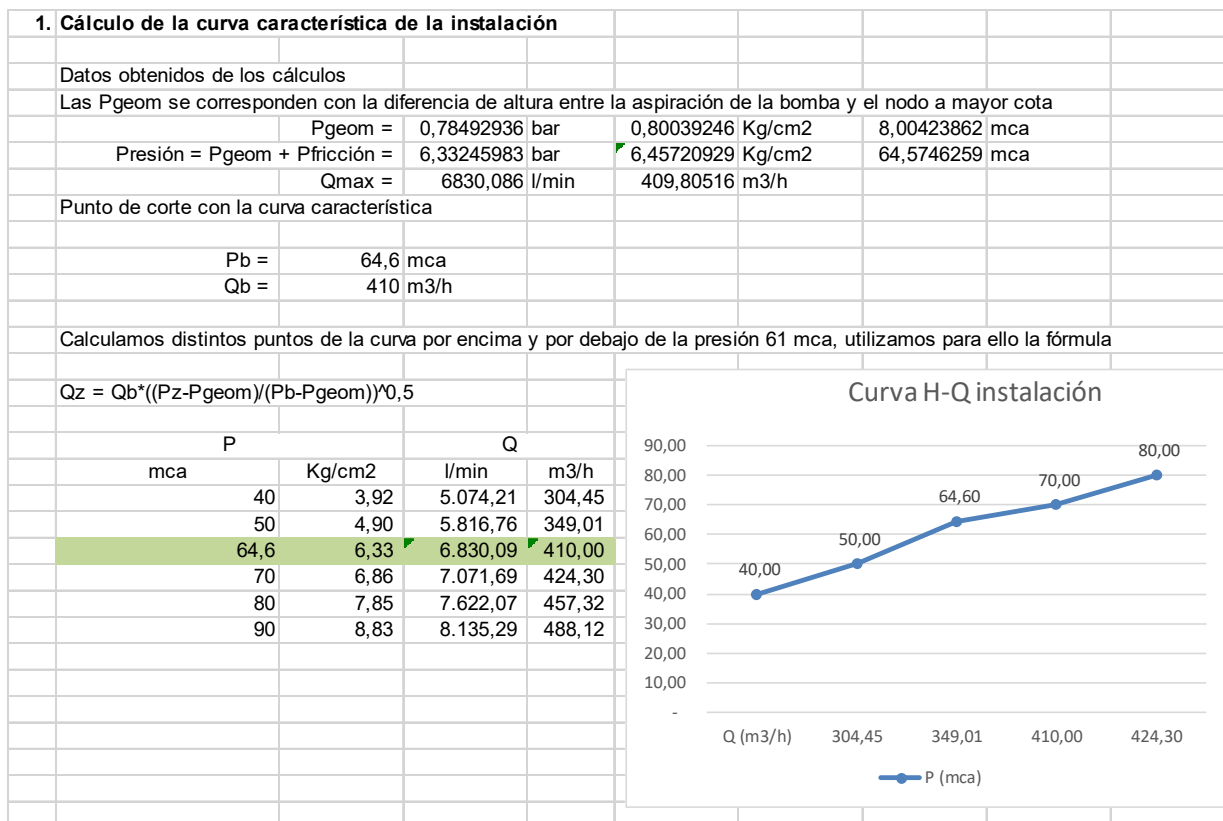 1. Cálculo de la curva característica de la instalación
Datos obtenidos de los cálculos
Las Pgeom se corresponden con la diferencia de altura entre la aspiración de la bomba y el nodo a mayor cota
Pgeom = 0,78492936 bar 0,80039246 Kg/cm2 8,00423862 mca
Presión = Pgeom + Pfricción = 6,33245983 bar 6,45720929 Kg/cm2 64,5746259 mca
Qmax = 6830,086 l/min 409,80516 m3/h
Punto de corte con la curva característica
Pb = 64,6 mca
Qb = 410 m3/h
Calculamos distintos puntos de la curva por encima y por debajo de la presión 61 mca, utilizamos para ello la fórmula
Qz = Qb*((Pz-Pgeom)/(Pb-Pgeom))^0,5
P Q
mca Kg/cm2 l/min m3/h
40 3,92 5.074,21 304,45
50 4,90 5.816,76 349,01
64,6 6,33 6.830,09 410,00
70 6,86 7.071,69 424,30
80 7,85 7.622,07 457,32
90 8,83 8.135,29 488,12
Curva H-Q instalación
90,00
80,00
70,00
60,00
50,00
40,00
30,00
20,00
10,00
-
40,00
50,00
64,60
70,00
80,00
Q (m3/h) 304,45 349,01 410,00 424,30
P (mca)